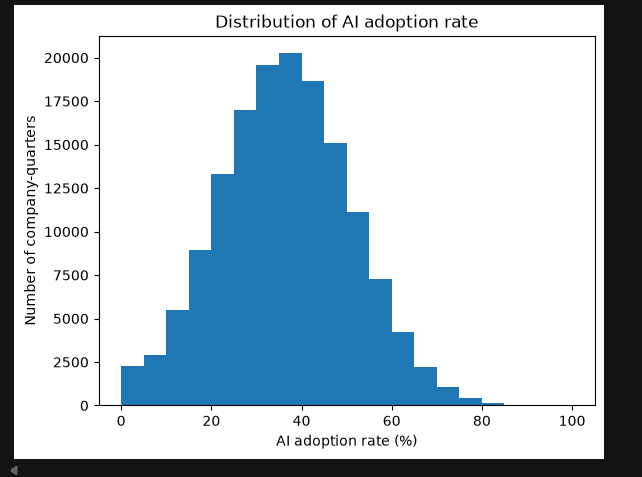 Distribution of AI adoption rate
Number of company-quarters
20000
17500
15000
12500
10000
7500
5000
2500
0
0 20 40 60 80 100
AI adoption rate (%)